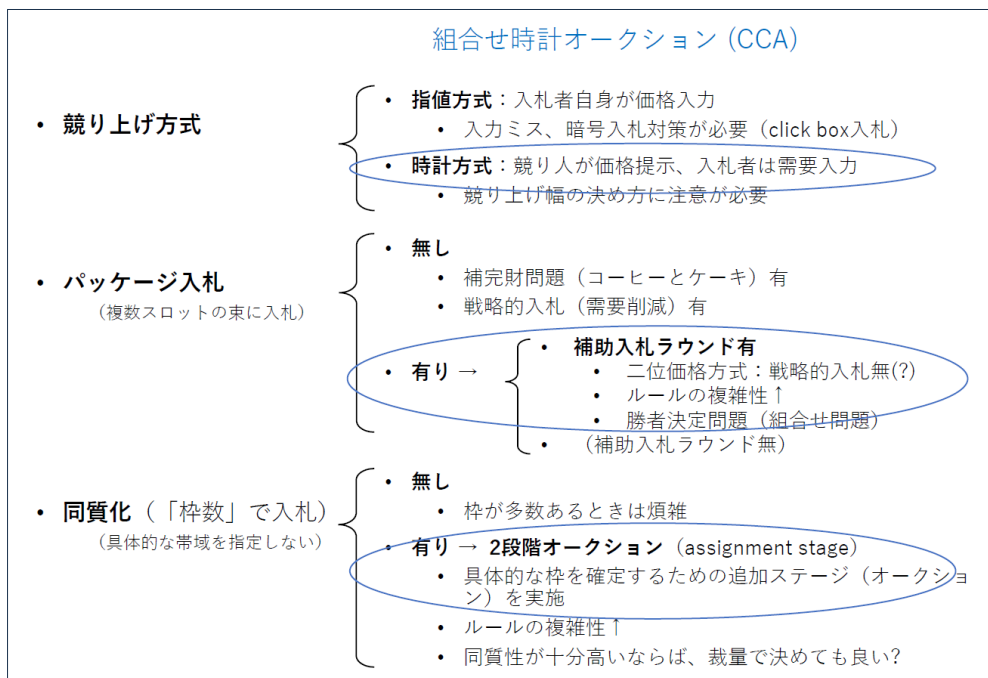 組合せ時計オークション (CCA)
• 競り上げ方式
• 指値方式：入札者自身が価格入力
• 入力ミス、暗号入札対策が必要（click box入札）
• 時計方式：競り人が価格提示、入札者は需要入力
• 競り上げ幅の決め方に注意が必要
• パッケージ入札
（複数スロットの束に入札）
• 無し
• 補完財問題（コーヒーとケーキ）有
• 戦略的入札（需要削減）有
• 有り →
• 補助入札ラウンド有
• 二位価格方式：戦略的入札無(?)
• ルールの複雑性↑
• 勝者決定問題（組合せ問題）
• （補助入札ラウンド無）
• 同質化（「枠数」で入札）
（具体的な帯域を指定しない）
• 無し
• 枠が多数あるときは煩雑
• 有り → 2段階オークション（assignment stage）
• 具体的な枠を確定するための追加ステージ（オークショ
ン）を実施
• ルールの複雑性↑
• 同質性が十分高いならば、裁量で決めても良い?